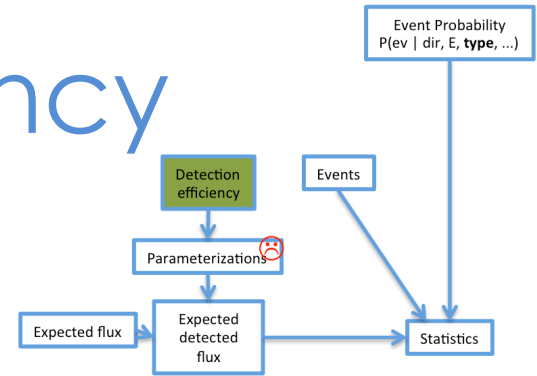 Event Probability
P(ev | dir, E, type, ...)
ncy
Detection
efficiency
Events
Parameterizations
Expected flux
Expected
detected
flux
Statistics